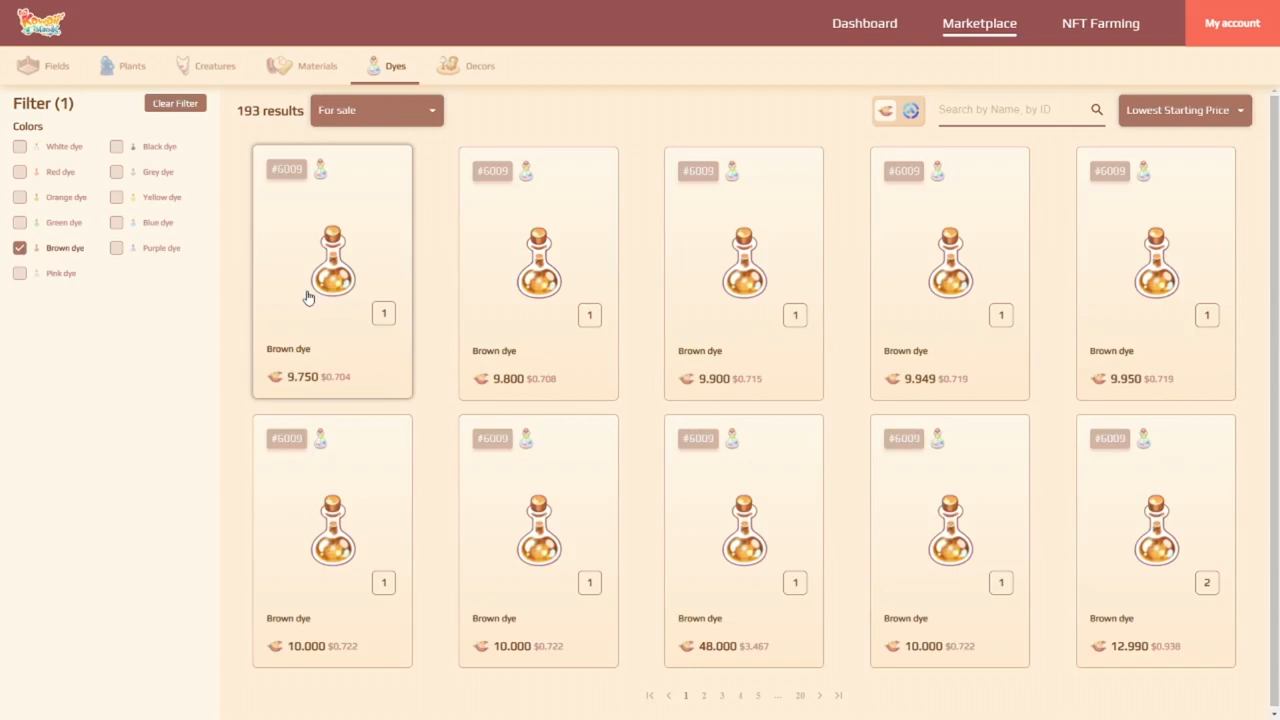 Kawaii
Islands
Dashboard
Marketplace
NFT Farming
My account
Fields
Plants
Creatures
Materials
Dyes
Decors
Filter (1)
Clear Filter
Colors
White dye
Black dye
Red dye
Grey dye
Orange dye
Yellow dye
Green dye
Blue dye
Brown dye
Purple dye
Pink dye
193 results
For sale
Search by Name, by ID
Lowest Starting Price
#6009
1
Brown dye
9.750 $0.704
#6009
1
Brown dye
9.800 $0.708
#6009
1
Brown dye
9.900 $0.715
#6009
1
Brown dye
9.949 $0.719
#6009
1
Brown dye
9.950 $0.719
#6009
1
Brown dye
10.000 $0.722
#6009
1
Brown dye
10.000 $0.722
#6009
1
Brown dye
48.000 $3.467
#6009
1
Brown dye
10.000 $0.722
#6009
2
Brown dye
12.990 $0.938
1 2 3 4 5 ... 20